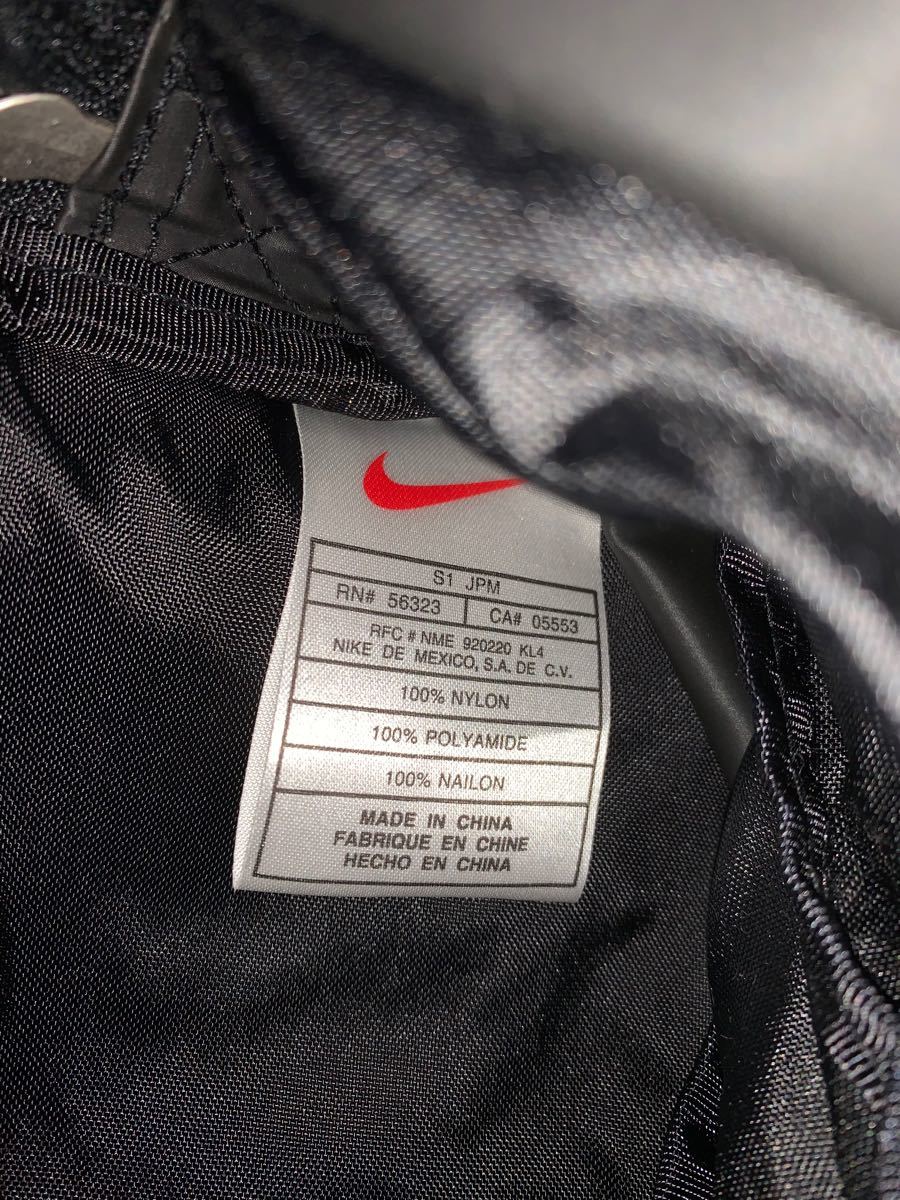 S1 JPM
RN# 56323 CA# 05553
RFC # NME 920220 KL4
NIKE DE MEXICO, S.A. DE C.V.
100% NYLON
100% POLYAMIDE
100% NAILON
MADE IN CHINA
FABRIQUE EN CHINE
HECHO EN CHINA